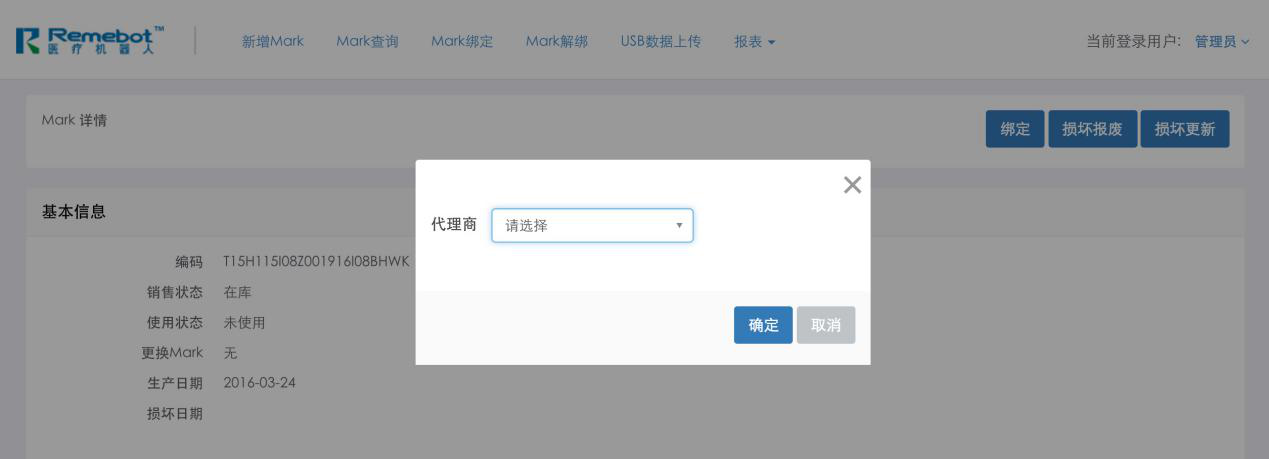 Remebot™
医疗机器人
新增Mark Mark查询 Mark绑定 Mark解绑 USB数据上传 报表
当前登录用户: 管理员
Mark 详情
绑定 损坏报废 损坏更新
代理商 请选择
确定 取消
基本信息
编码 T15H115I08Z001916I08BHWK
销售状态 在库
使用状态 未使用
更换Mark 无
生产日期 2016-03-24
损坏日期